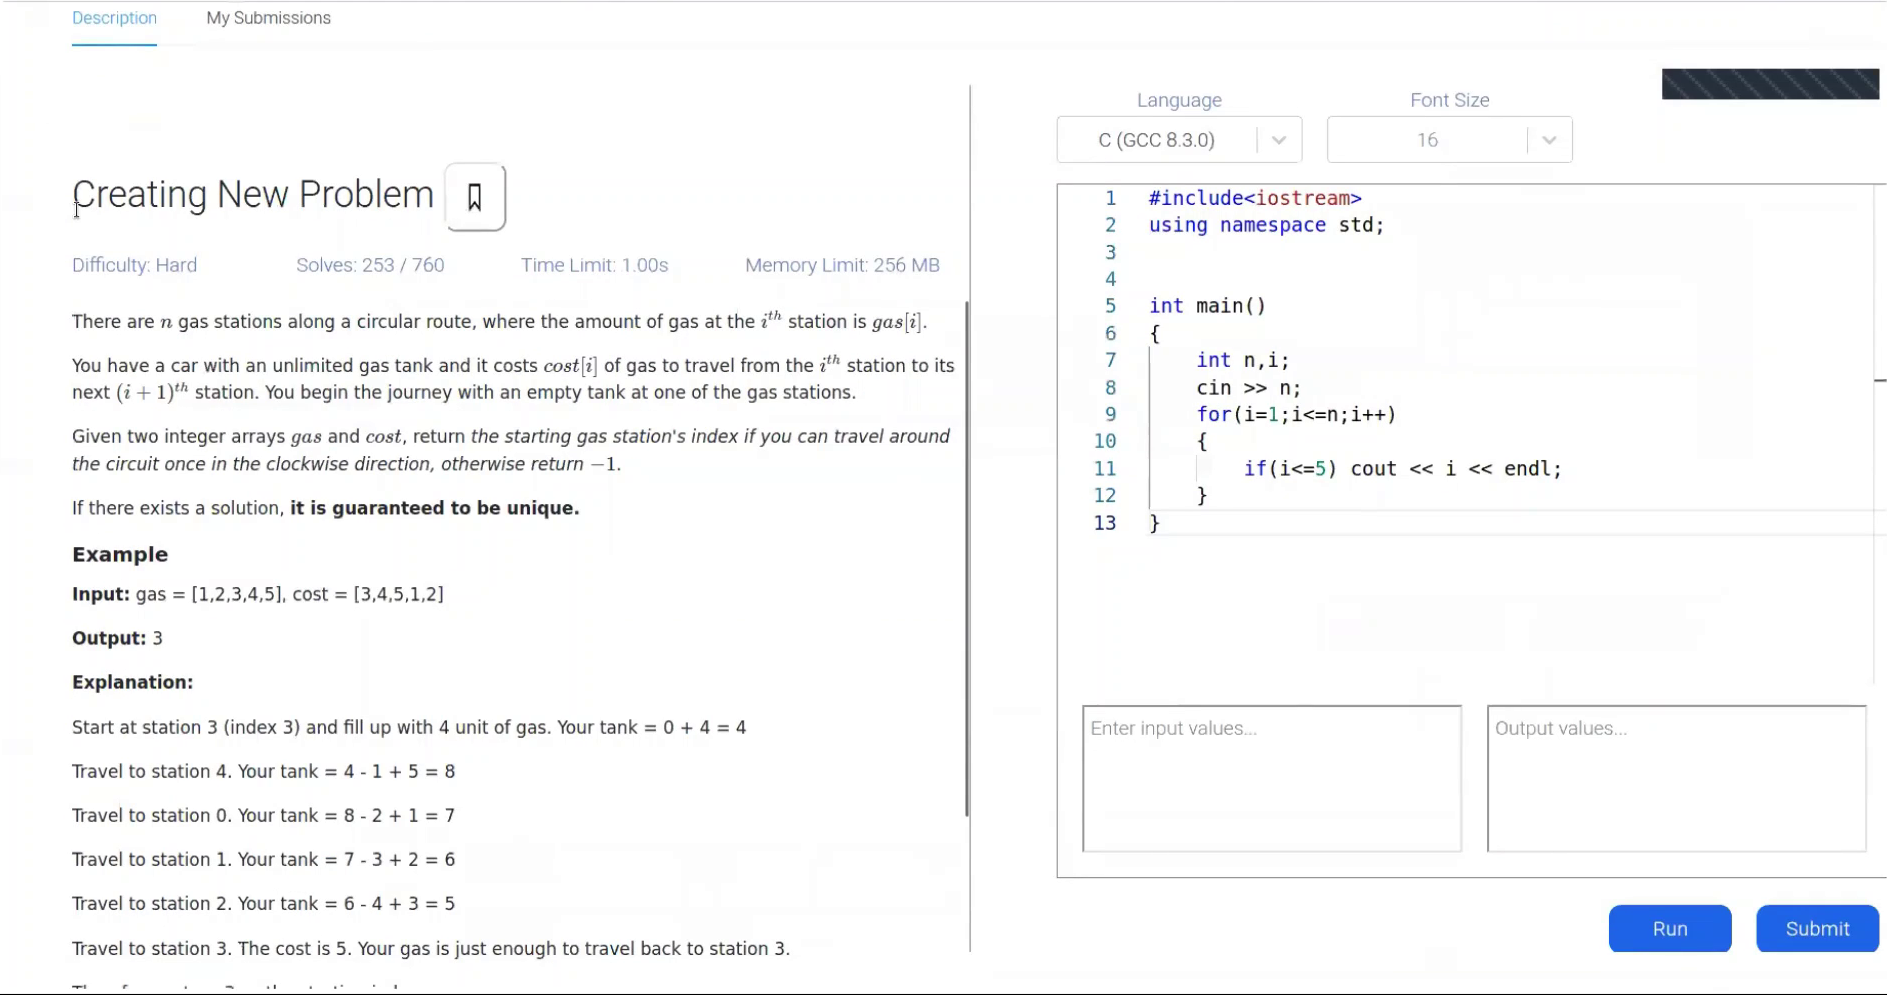 Description My Submissions
Language Font Size
C (GCC 8.3.0) 16
Creating New Problem
Difficulty: Hard Solves: 253 / 760 Time Limit: 1.00s Memory Limit: 256 MB
There are n gas stations along a circular route, where the amount of gas at the i^th station is gas[i].
You have a car with an unlimited gas tank and it costs cost[i] of gas to travel from the i^th station to its
next (i + 1)^th station. You begin the journey with an empty tank at one of the gas stations.
Given two integer arrays gas and cost, return the starting gas station's index if you can travel around
the circuit once in the clockwise direction, otherwise return −1.
If there exists a solution, it is guaranteed to be unique.
Example
Input: gas = [1,2,3,4,5], cost = [3,4,5,1,2]
Output: 3
Explanation:
Start at station 3 (index 3) and fill up with 4 unit of gas. Your tank = 0 + 4 = 4
Travel to station 4. Your tank = 4 - 1 + 5 = 8
Travel to station 0. Your tank = 8 - 2 + 1 = 7
Travel to station 1. Your tank = 7 - 3 + 2 = 6
Travel to station 2. Your tank = 6 - 4 + 3 = 5
Travel to station 3. The cost is 5. Your gas is just enough to travel back to station 3.
1 #include<iostream>
2 using namespace std;
3
4
5 int main()
6 {
7 int n,i;
8 cin >> n;
9 for(i=1;i<=n;i++)
10 {
11 if(i<=5) cout << i << endl;
12 }
13 }
Enter input values... Output values...
Run Submit